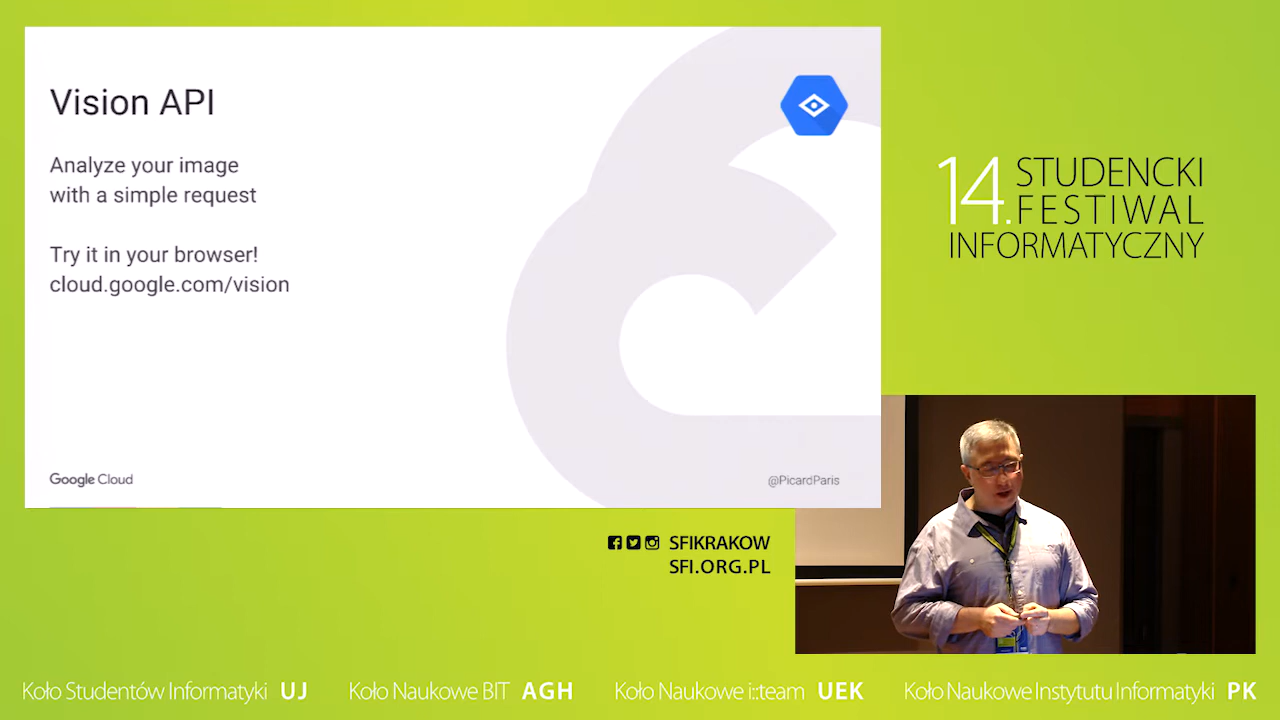 Vision API
Analyze your image
with a simple request
Try it in your browser!
cloud.google.com/vision
Google Cloud
@PicardParis
14. STUDENCKI
FESTIWAL
INFORMATYCZNY
SFIKRAKOW
SFI.ORG.PL
Koło Studentów Informatyki UJ
Koło Naukowe BIT AGH
Koło Naukowe i::team UEK
Koło Naukowe Instytutu Informatyki PK